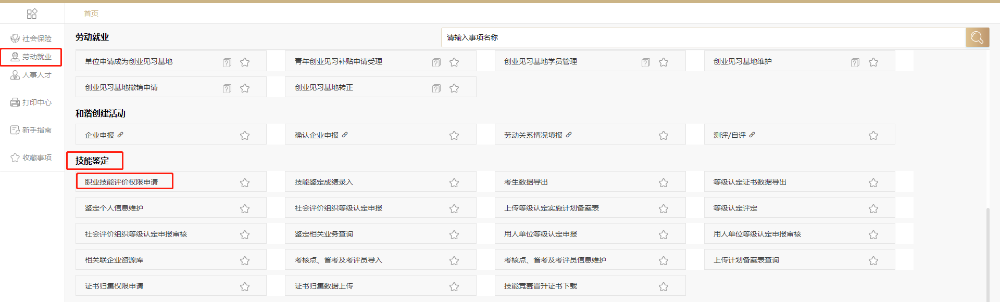 首页
社会保险
劳动就业
人事人才
打印中心
新手指南
收藏事项
劳动就业
请输入事项名称
单位申请成为创业见习基地
青年创业见习补贴申请受理
创业见习基地学员管理
创业见习基地维护
创业见习基地撤销申请
创业见习基地转正
和谐创建活动
企业申报
确认企业申报
劳动关系情况填报
测评/自评
技能鉴定
职业技能评价权限申请
技能鉴定成绩录入
考生数据导出
等级认定证书数据导出
鉴定个人信息维护
社会评价组织等级认定申报
上传等级认定实施计划备案表
等级认定评定
社会评价组织等级认定申报审核
鉴定相关业务查询
用人单位等级认定申报
用人单位等级认定申报审核
相关联企业资源库
考核点、督考及考评员导入
考核点、督考及考评员信息维护
上传计划备案表查询
证书归集权限申请
证书归集数据上传
技能竞赛晋升证书下载